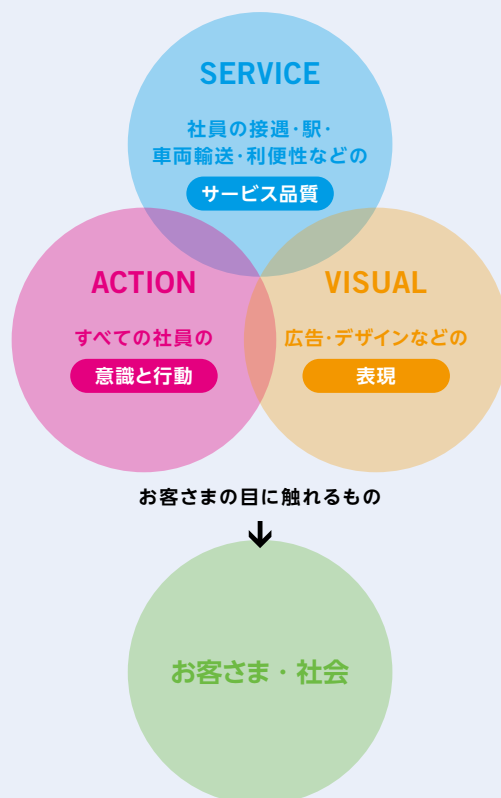 SERVICE
社員の接遇・駅・
車両輸送・利便性などの
サービス品質
ACTION
すべての社員の
意識と行動
VISUAL
広告・デザインなどの
表現
お客さまの目に触れるもの
↓
お客さま・社会